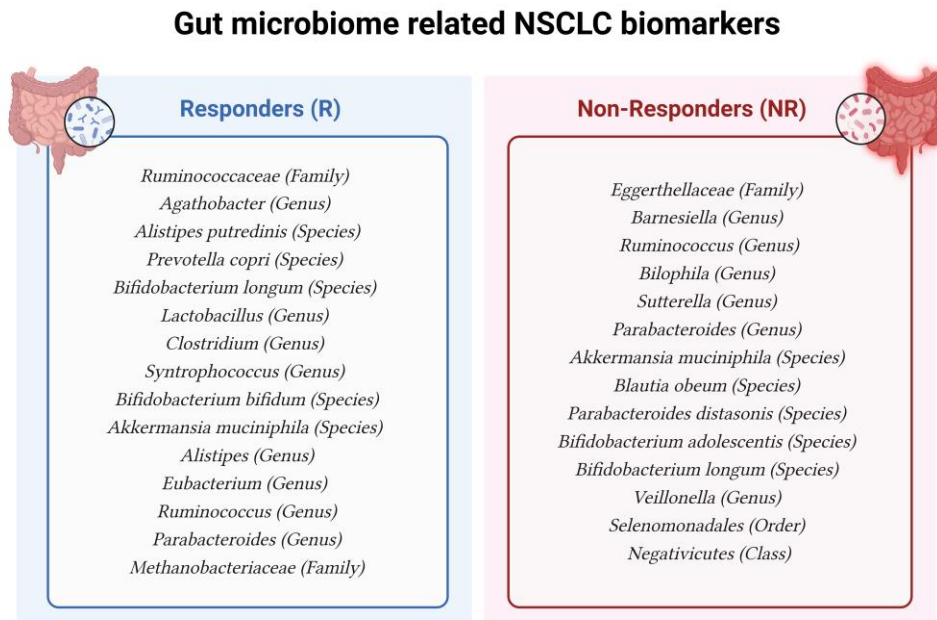 Gut microbiome related NSCLC biomarkers
Responders (R)
Ruminococcaceae (Family)
Agathobacter (Genus)
Alistipes putredinis (Species)
Prevotella copri (Species)
Bifidobacterium longum (Species)
Lactobacillus (Genus)
Clostridium (Genus)
Syntrophococcus (Genus)
Bifidobacterium bifidum (Species)
Akkermansia muciniphila (Species)
Alistipes (Genus)
Eubacterium (Genus)
Ruminococcus (Genus)
Parabacteroides (Genus)
Methanobacteriaceae (Family)
Non-Responders (NR)
Eggerthellaceae (Family)
Barnesiella (Genus)
Ruminococcus (Genus)
Bilophila (Genus)
Sutterella (Genus)
Parabacteroides (Genus)
Akkermansia muciniphila (Species)
Blautia obeum (Species)
Parabacteroides distasonis (Species)
Bifidobacterium adolescentis (Species)
Bifidobacterium longum (Species)
Veillonella (Genus)
Selenomonadales (Order)
Negativicutes (Class)